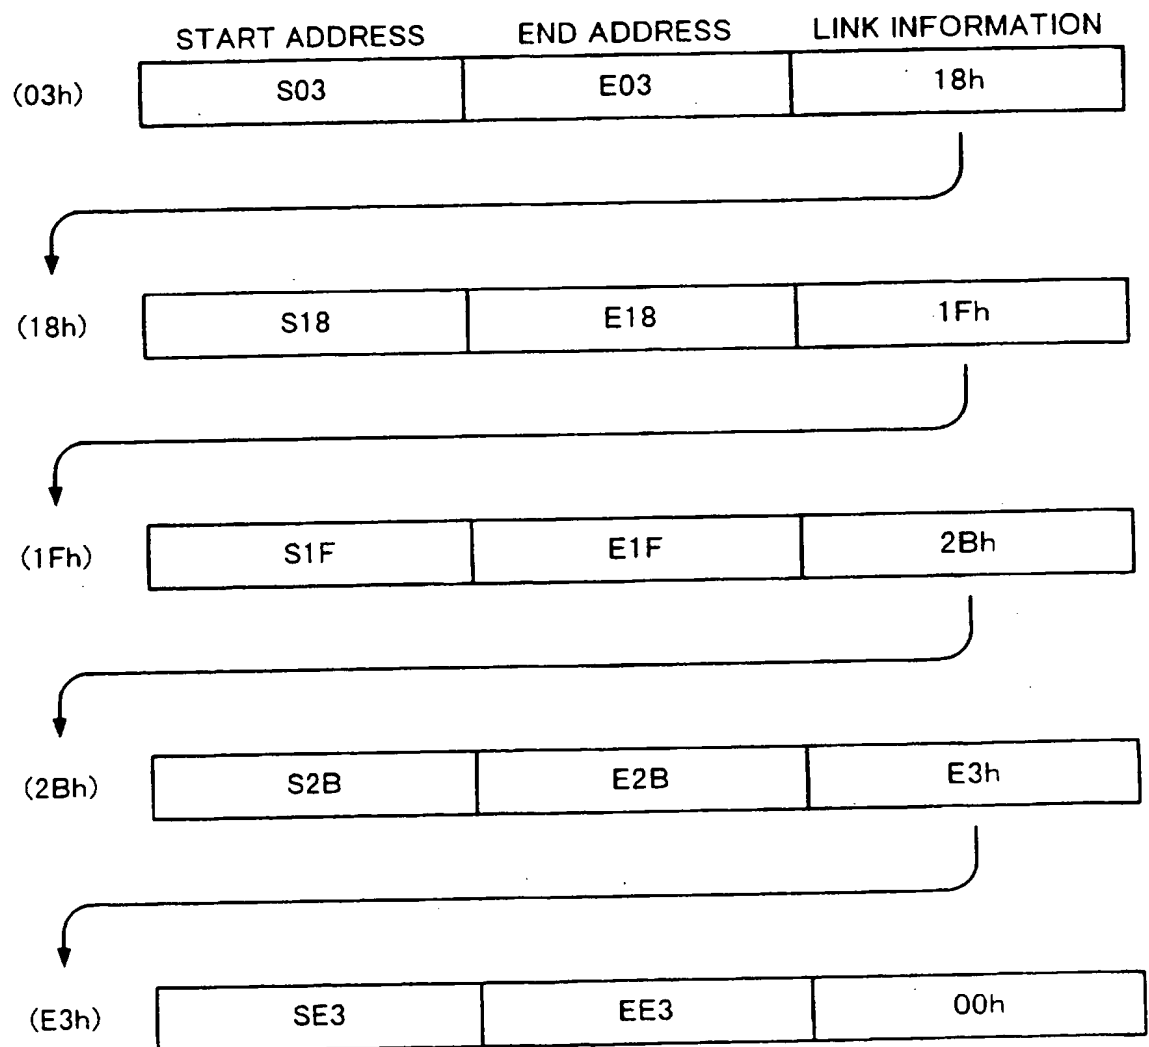 START ADDRESS END ADDRESS LINK INFORMATION
(03h) S03 E03 18h
(18h) S18 E18 1Fh
(1Fh) S1F E1F 2Bh
(2Bh) S2B E2B E3h
(E3h) SE3 EE3 00h